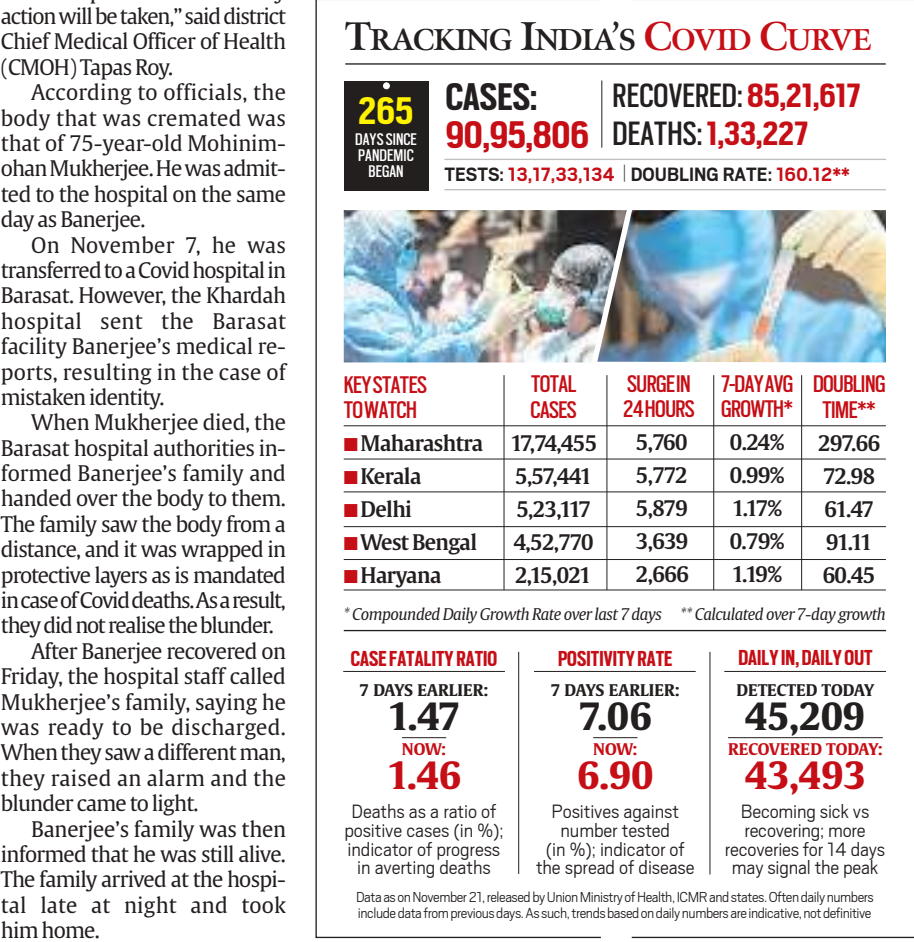 action will be taken,” said district
Chief Medical Officer of Health
(CMOH) Tapas Roy.
According to officials, the
body that was cremated was
that of 75-year-old Mohinim-
ohan Mukherjee. He was admit-
ted to the hospital on the same
day as Banerjee.
On November 7, he was
transferred to a Covid hospital in
Barasat. However, the Khardah
hospital sent the Barasat
facility Banerjee’s medical re-
ports, resulting in the case of
mistaken identity.
When Mukherjee died, the
Barasat hospital authorities in-
formed Banerjee’s family and
handed over the body to them.
The family saw the body from a
distance, and it was wrapped in
protective layers as is mandated
in case of Covid deaths. As a result,
they did not realise the blunder.
After Banerjee recovered on
Friday, the hospital staff called
Mukherjee’s family, saying he
was ready to be discharged.
When they saw a different man,
they raised an alarm and the
blunder came to light.
Banerjee’s family was then
informed that he was still alive.
The family arrived at the hospi-
tal late at night and took
him home.
TRACKING INDIA’S COVID CURVE
265
DAYS SINCE
PANDEMIC
BEGAN
CASES:
90,95,806
RECOVERED: 85,21,617
DEATHS: 1,33,227
TESTS: 13,17,33,134 | DOUBLING RATE: 160.12**
KEY STATES TO WATCH | TOTAL CASES | SURGE IN 24 HOURS | 7-DAY AVG GROWTH* | DOUBLING TIME**
Maharashtra 17,74,455 5,760 0.24% 297.66
Kerala 5,57,441 5,772 0.99% 72.98
Delhi 5,23,117 5,879 1.17% 61.47
West Bengal 4,52,770 3,639 0.79% 91.11
Haryana 2,15,021 2,666 1.19% 60.45
* Compounded Daily Growth Rate over last 7 days ** Calculated over 7-day growth
CASE FATALITY RATIO
7 DAYS EARLIER:
1.47
NOW:
1.46
Deaths as a ratio of
positive cases (in %);
indicator of progress
in averting deaths
POSITIVITY RATE
7 DAYS EARLIER:
7.06
NOW:
6.90
Positives against
number tested
(in %); indicator of
the spread of disease
DAILY IN, DAILY OUT
DETECTED TODAY
45,209
RECOVERED TODAY:
43,493
Becoming sick vs
recovering; more
recoveries for 14 days
may signal the peak
Data as on November 21, released by Union Ministry of Health, ICMR and states. Often daily numbers
include data from previous days. As such, trends based on daily numbers are indicative, not definitive